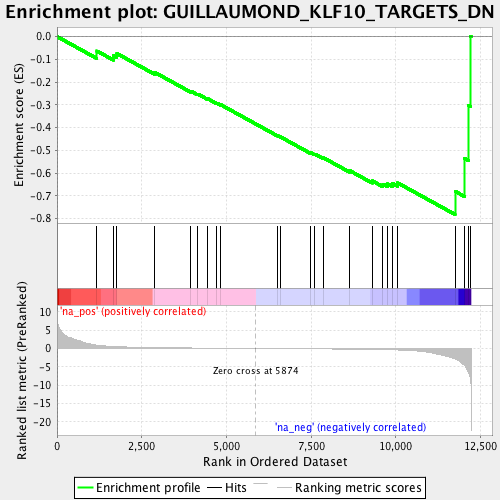 Enrichment plot: GUILLAUMOND_KLF10_TARGETS_DN
Enrichment score (ES)
0.0
-0.1
-0.2
-0.3
-0.4
-0.5
-0.6
-0.7
-0.8
'na_pos' (positively correlated)
Ranked list metric (PreRanked)
10
5
0
-5
-10
-15
-20
Zero cross at 5874
'na_neg' (negatively correlated)
0
2,500
5,000
7,500
10,000
12,500
Rank in Ordered Dataset
Enrichment profile
Hits
Ranking metric scores